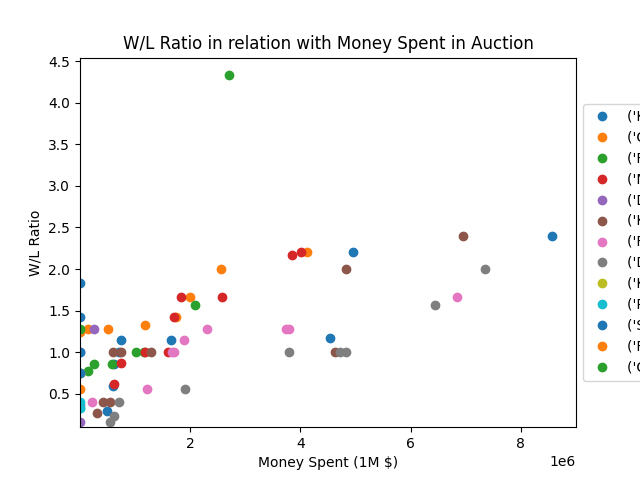 W/L Ratio in relation with Money Spent in Auction
4.5
4.0
3.5
3.0
2.5
2.0
1.5
1.0
0.5
W/L Ratio
2
4
6
8
1e6
Money Spent (1M $)
('K
('C
('R
('M
('D
('K
('R
('D
('K
('P
('S
('R
('G